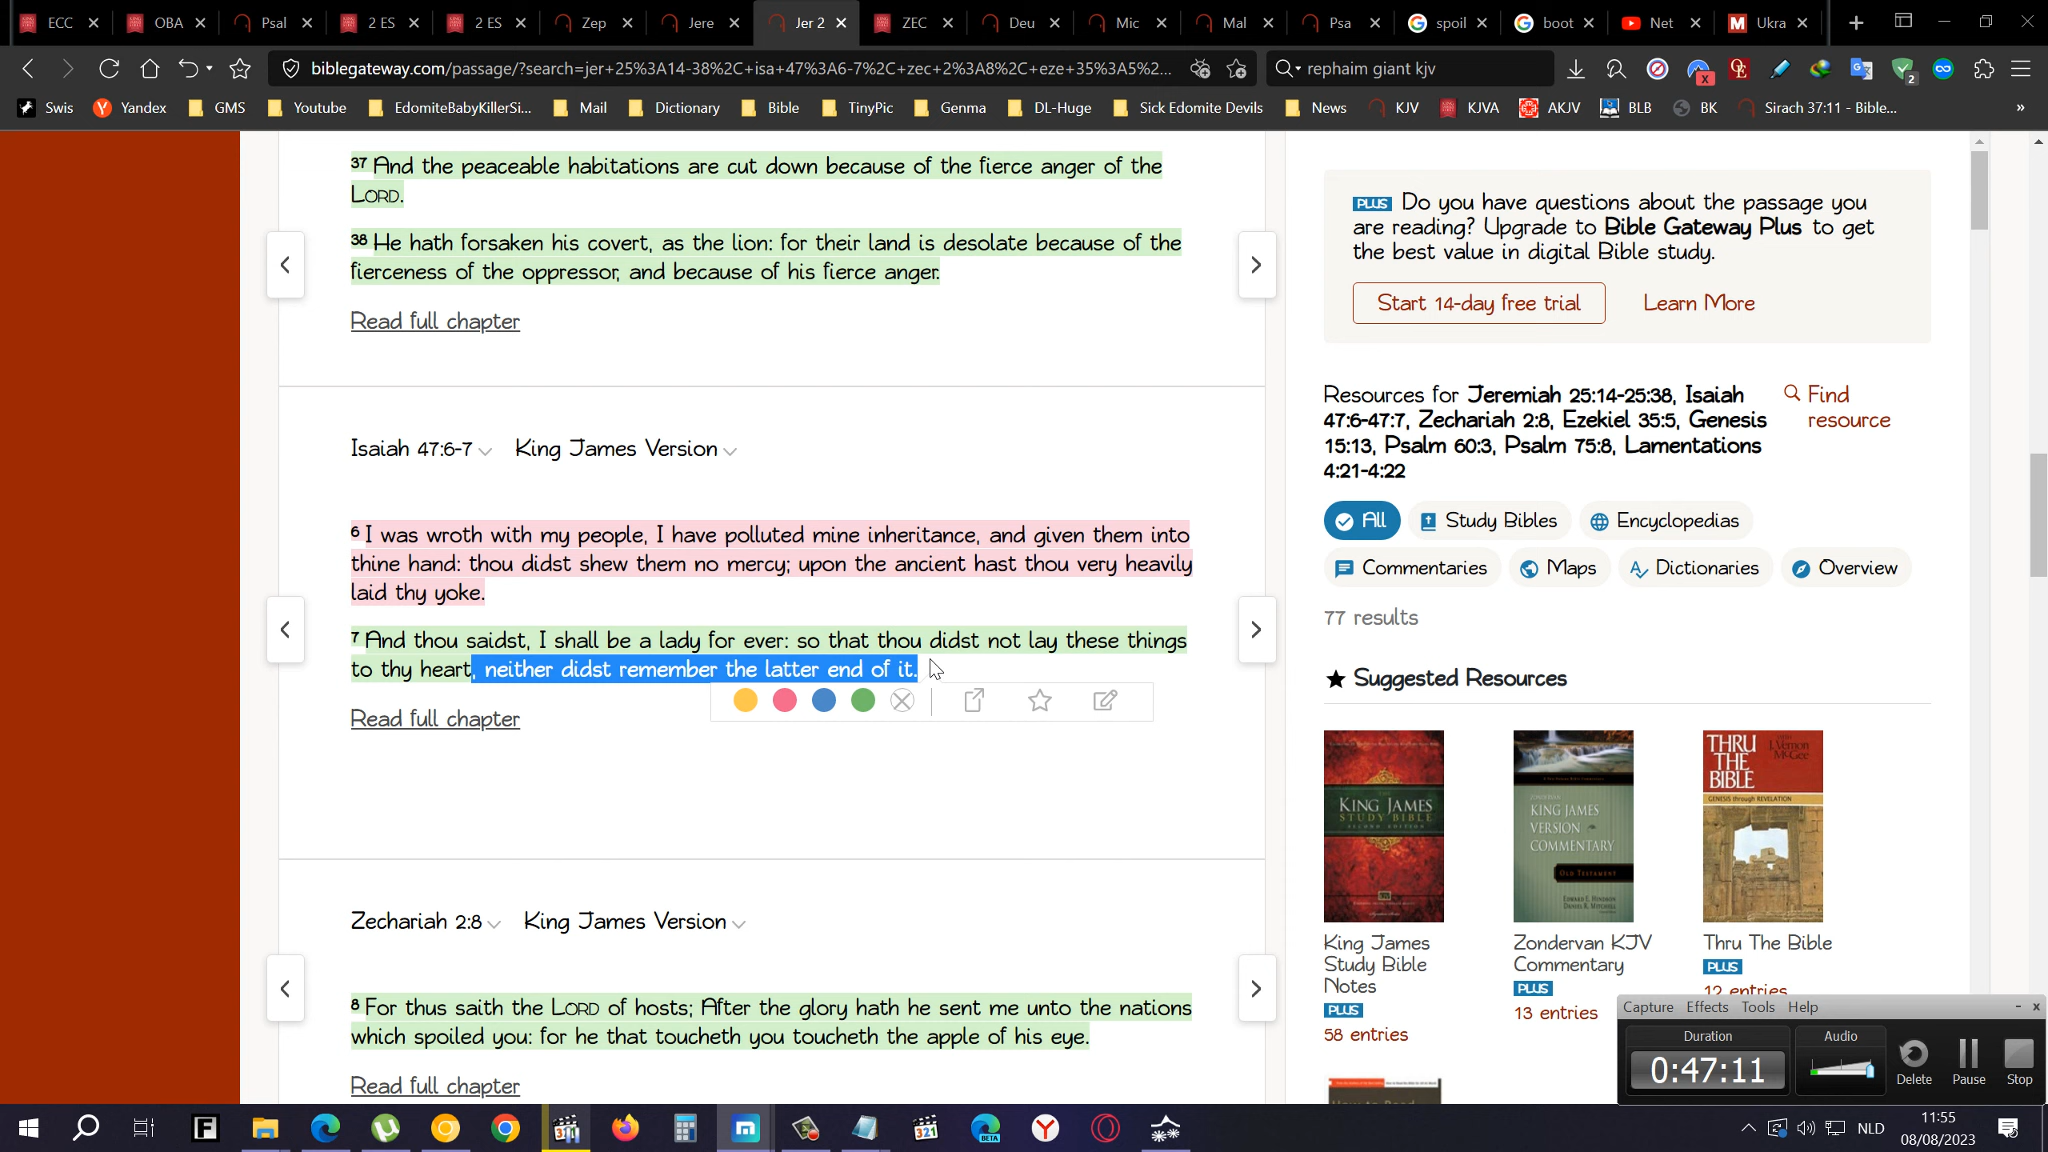 ECC
OBA
Psal
2 ES
2 ES
Zep
Jere
Jer 2
ZEC
Deu
Mic
Mal
Psa
spoil
boot
Net
Ukra
biblegateway.com/passage/?search=jer+25%3A14-38%2C+isa+47%3A6-7%2C+zec+2%3A8%2C+eze+35%3A5%2...
rephaim giant kjv
Swis
Yandex
GMS
Youtube
EdomiteBabyKillerSi...
Mail
Dictionary
Bible
TinyPic
Genma
DL-Huge
Sick Edomite Devils
News
KJV
KJVA
AKJV
BLB
BK
Sirach 37:11 - Bible...
37 And the peaceable habitations are cut down because of the fierce anger of the
LORD.
38 He hath forsaken his covert, as the lion: for their land is desolate because of the
fierceness of the oppressor, and because of his fierce anger.
Read full chapter
Isaiah 47:6-7 King James Version
6 I was wroth with my people, I have polluted mine inheritance, and given them into
thine hand: thou didst shew them no mercy; upon the ancient hast thou very heavily
laid thy yoke.
7 And thou saidst, I shall be a lady for ever: so that thou didst not lay these things
to thy heart, neither didst remember the latter end of it.
Read full chapter
Zechariah 2:8 King James Version
8 For thus saith the LORD of hosts; After the glory hath he sent me unto the nations
which spoiled you: for he that toucheth you toucheth the apple of his eye.
Read full chapter
PLUS Do you have questions about the passage you
are reading? Upgrade to Bible Gateway Plus to get
the best value in digital Bible study.
Start 14-day free trial
Learn More
Resources for Jeremiah 25:14-25:38, Isaiah
47:6-47:7, Zechariah 2:8, Ezekiel 35:5, Genesis
15:13, Psalm 60:3, Psalm 75:8, Lamentations
4:21-4:22
Find
resource
All
Study Bibles
Encyclopedias
Commentaries
Maps
Dictionaries
Overview
77 results
Suggested Resources
KING JAMES
STUDY BIBLE
SECOND EDITION
KING JAMES
VERSION
COMMENTARY
OLD TESTAMENT
THRU
THE
BIBLE
J. Vernon
McGee
GENESIS through REVELATION
King James
Study Bible
Notes
PLUS
58 entries
Zondervan KJV
Commentary
PLUS
13 entries
Thru The Bible
PLUS
12 entries
Capture Effects Tools Help
Duration
0:47:11
Audio
Delete
Pause
Stop
321
BETA
NLD
11:55
08/08/2023